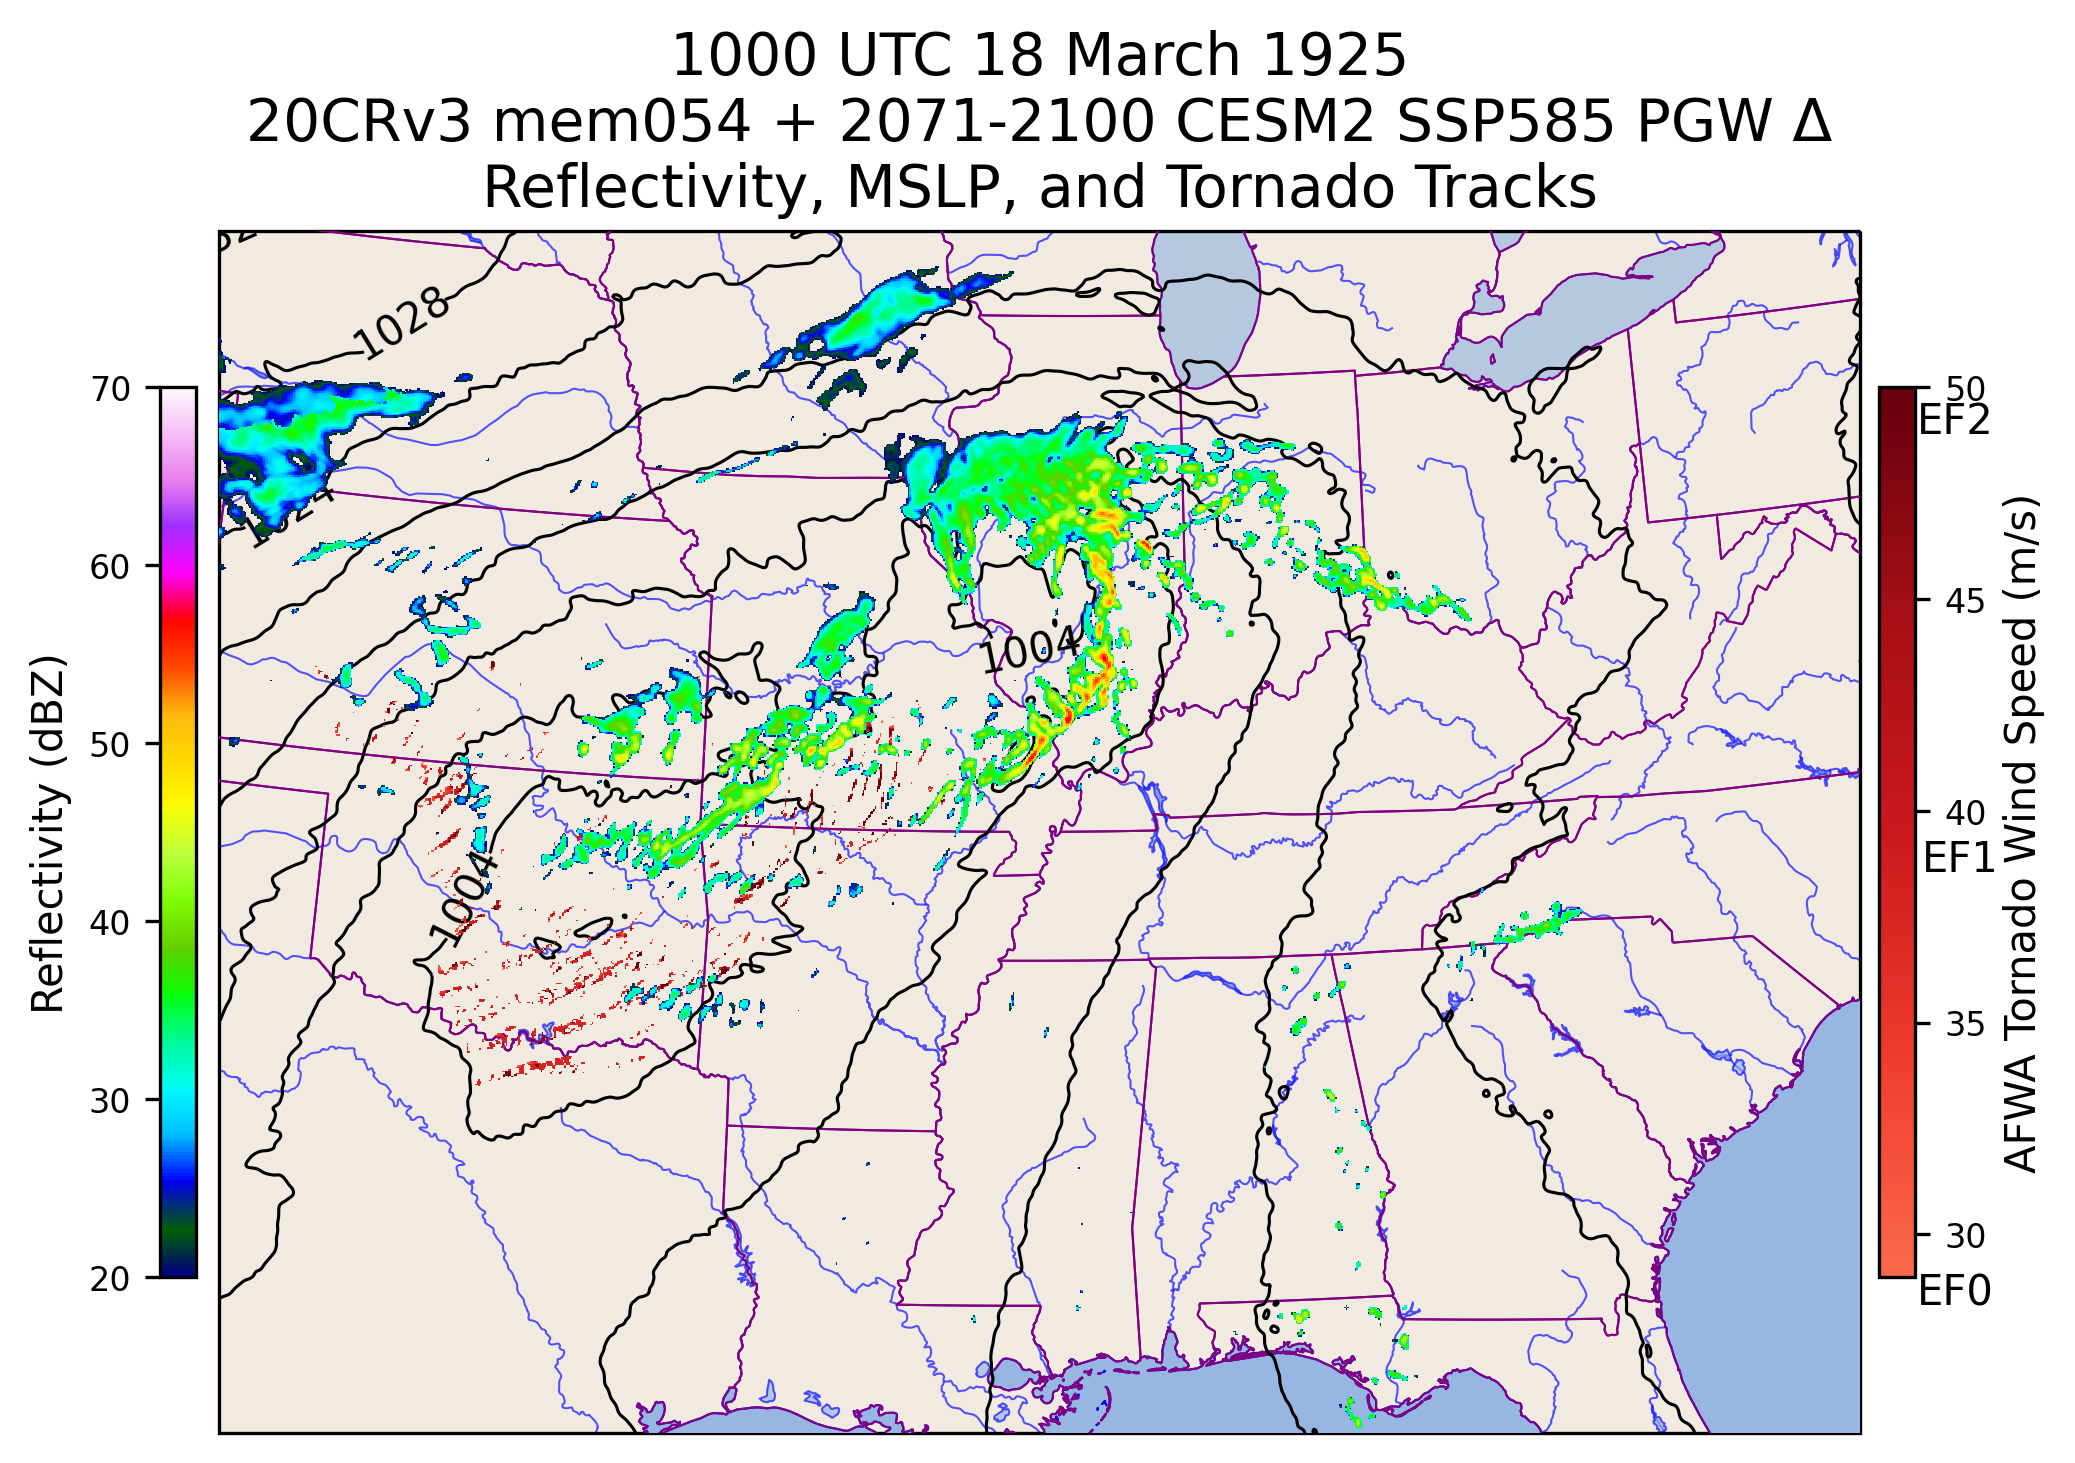 1000 UTC 18 March 1925
20CRv3 mem054 + 2071-2100 CESM2 SSP585 PGW Δ
Reflectivity, MSLP, and Tornado Tracks
1028
1004
1004
70
60
50
40
30
20
Reflectivity (dBZ)
50
EF2
45
40
EF1
35
30
EF0
AFWA Tornado Wind Speed (m/s)